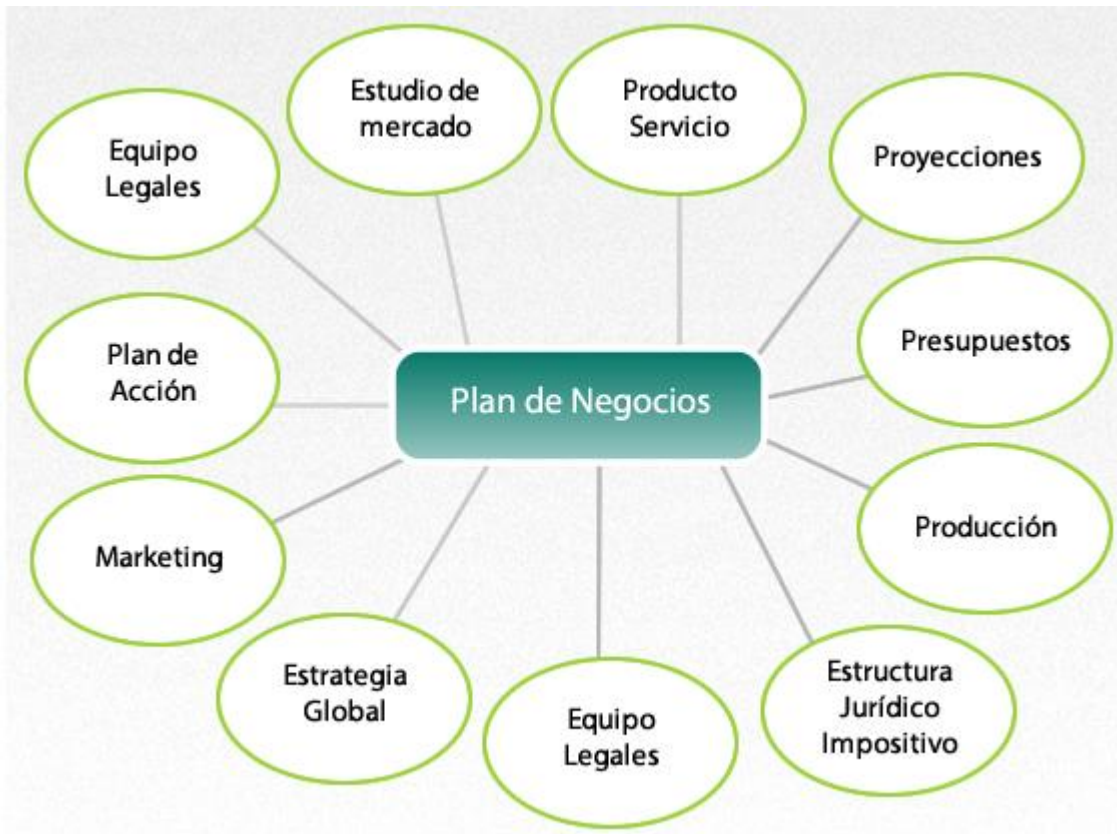 Estudio de
mercado
Producto
Servicio
Proyecciones
Equipo
Legales
Presupuestos
Plan de
Acción
Plan de Negocios
Producción
Marketing
Estrategia
Global
Equipo
Legales
Estructura
Jurídico
Impositivo